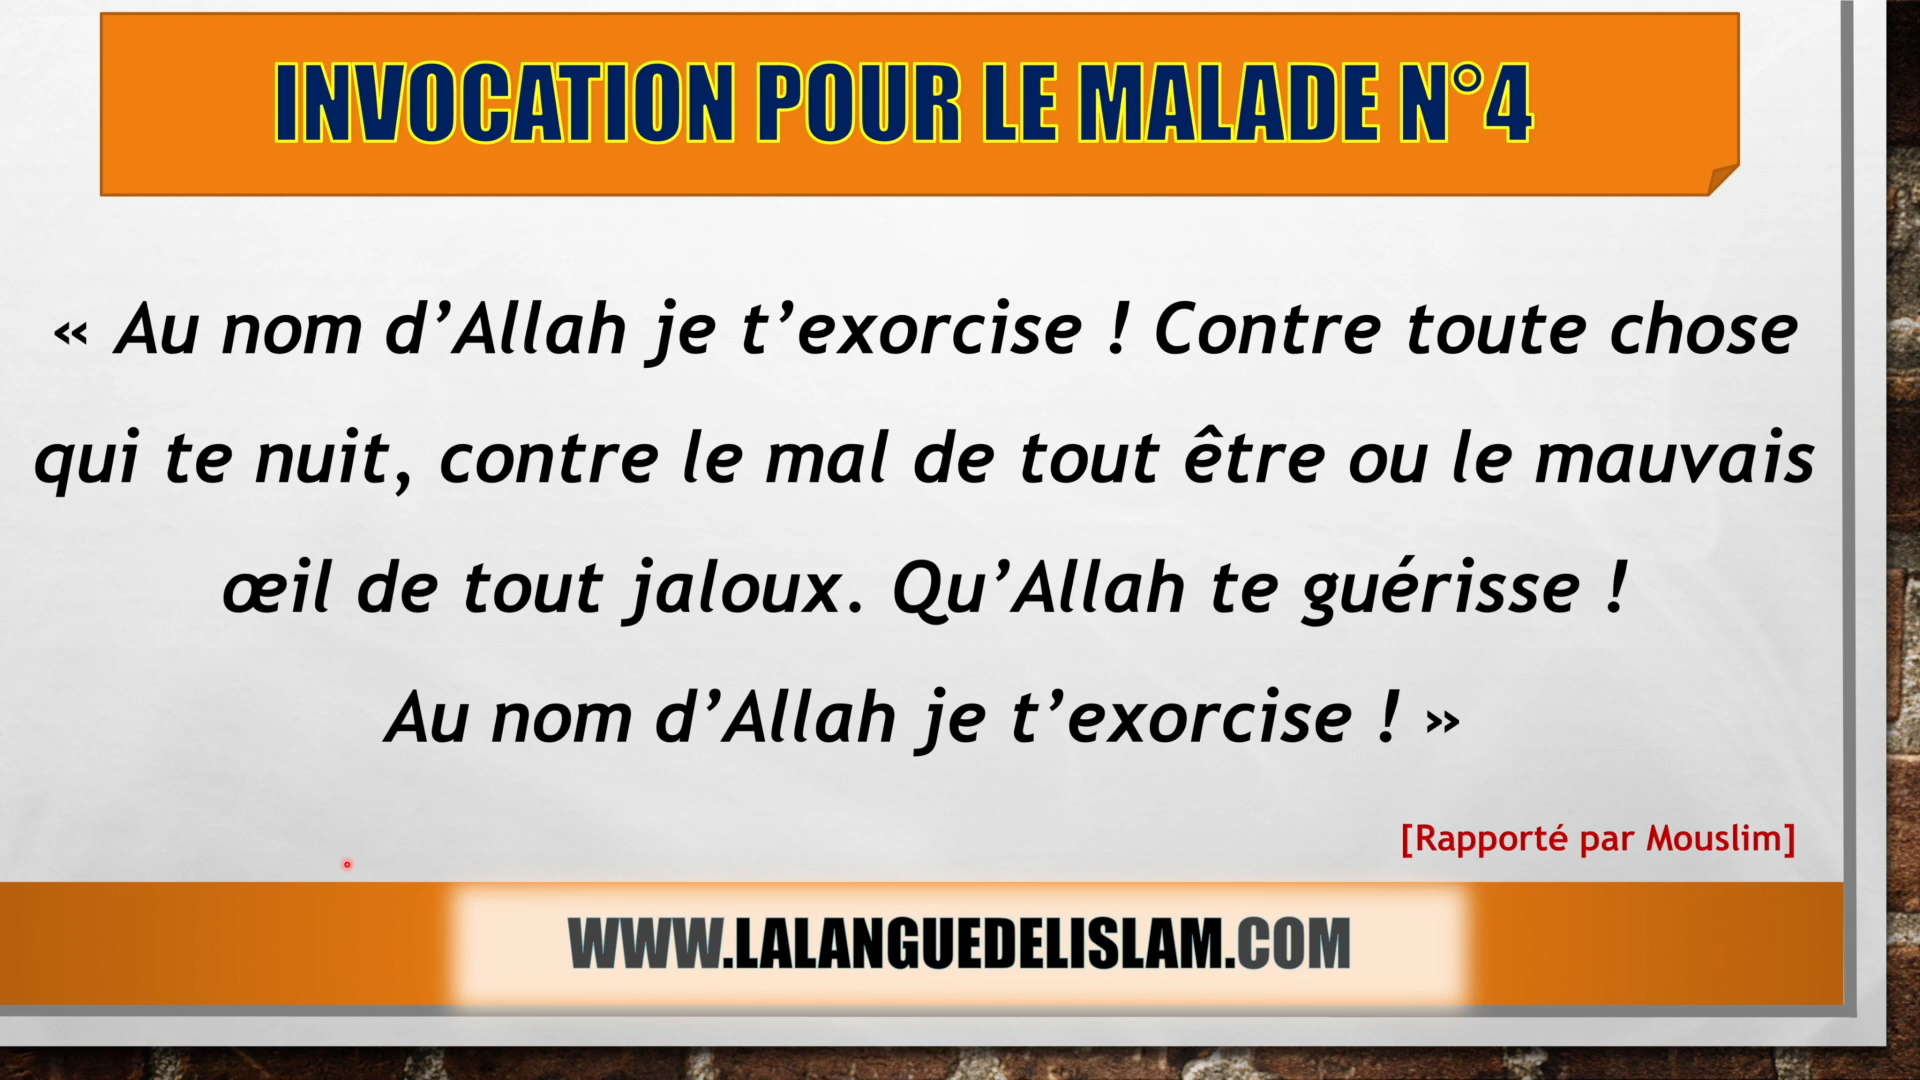 INVOCATION POUR LE MALADE N°4
« Au nom d’Allah je t’exorcise ! Contre toute chose
qui te nuit, contre le mal de tout être ou le mauvais
œil de tout jaloux. Qu’Allah te guérisse !
Au nom d’Allah je t’exorcise ! »
[Rapporté par Mouslim]
WWW.LALANGUEDELISLAM.COM